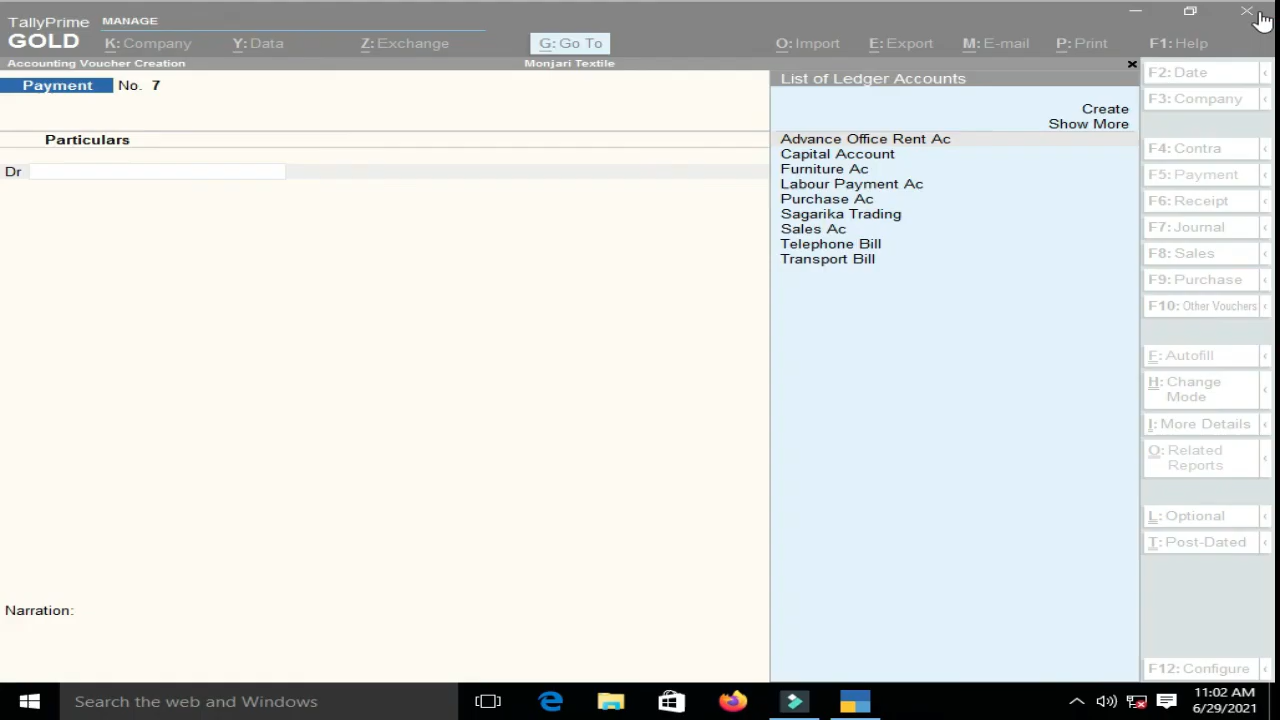 TallyPrime MANAGE
GOLD K: Company Y: Data Z: Exchange G: Go To O: Import E: Export M: E-mail P: Print F1: Help
Accounting Voucher Creation Monjari Textile
Payment No. 7
Particulars
Dr
Narration:
List of Ledger Accounts
Create
Show More
Advance Office Rent Ac
Capital Account
Furniture Ac
Labour Payment Ac
Purchase Ac
Sagarika Trading
Sales Ac
Telephone Bill
Transport Bill
F2: Date
F3: Company
F4: Contra
F5: Payment
F6: Receipt
F7: Journal
F8: Sales
F9: Purchase
F10: Other Vouchers
F: Autofill
H: Change
Mode
I: More Details
O: Related
Reports
L: Optional
T: Post-Dated
F12: Configure
Search the web and Windows
11:02 AM
6/29/2021